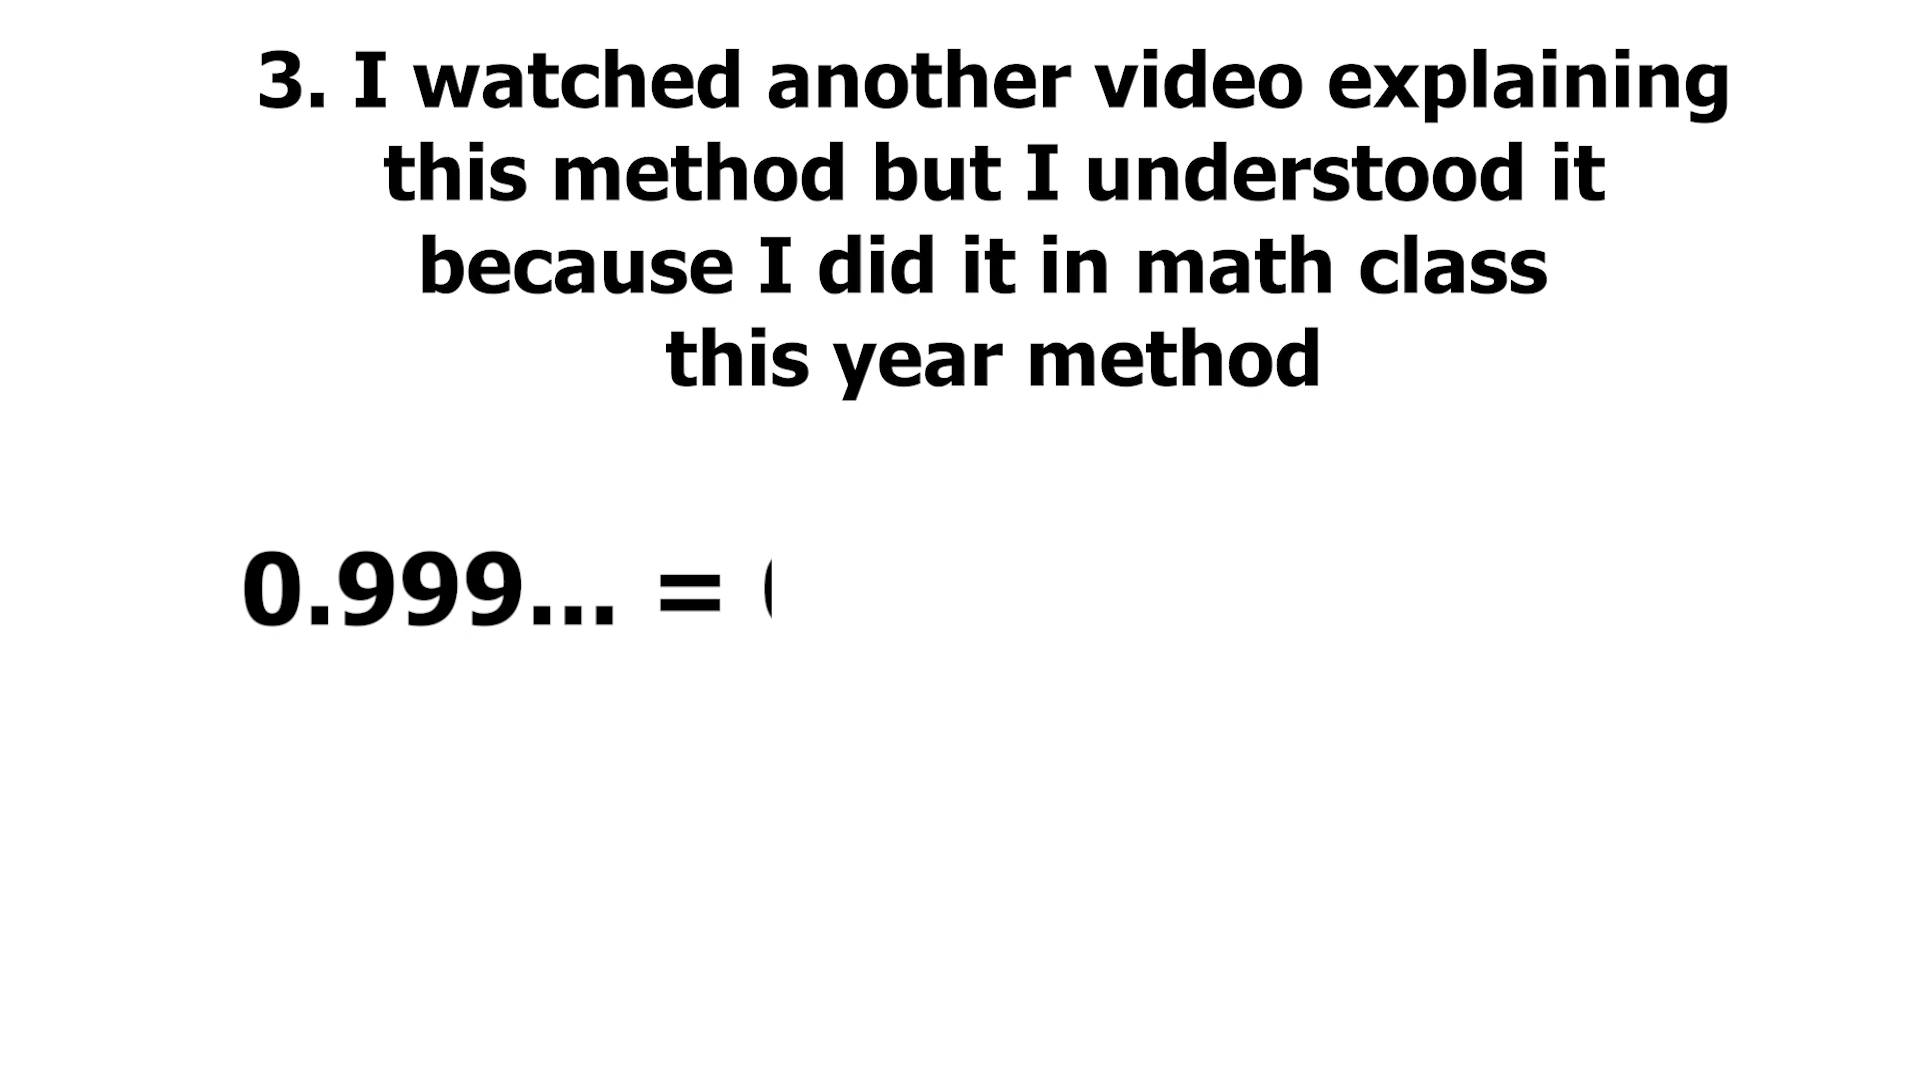 3. I watched another video explaining
this method but I understood it
because I did it in math class
this year method
0.999... =